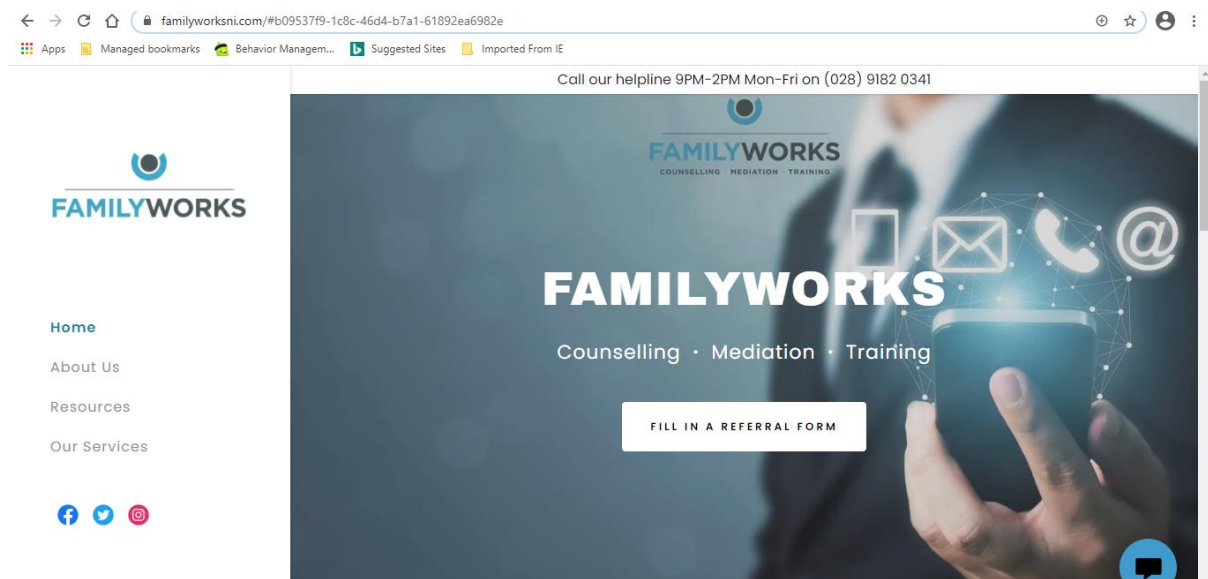 familyworksni.com/#b09537f9-1c8c-46d4-b7a1-61892ea6982e
Apps Managed bookmarks Behavior Managem... Suggested Sites Imported From IE
Call our helpline 9PM-2PM Mon-Fri on (028) 9182 0341
FAMILYWORKS
COUNSELLING · MEDIATION · TRAINING
FAMILYWORKS
Home
About Us
Resources
Our Services
FAMILYWORKS
Counselling · Mediation · Training
FILL IN A REFERRAL FORM